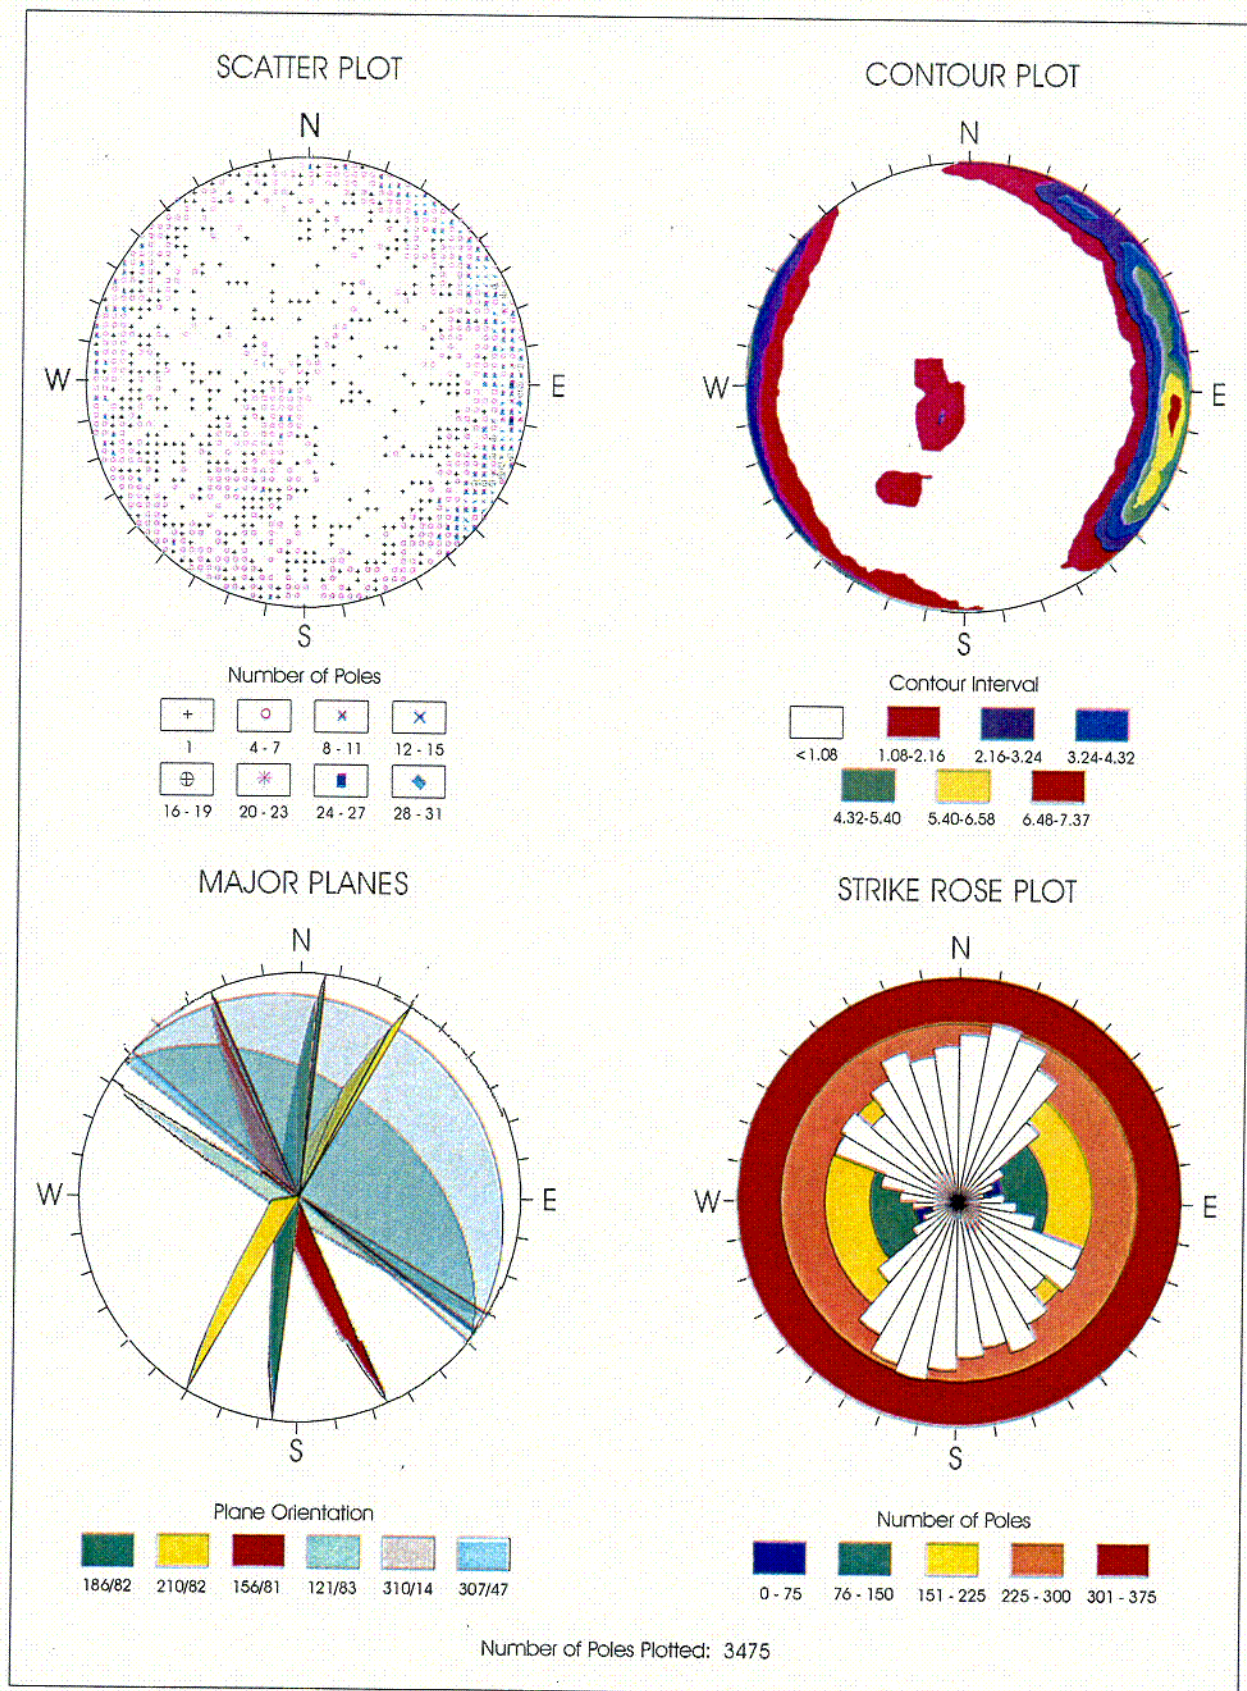 SCATTER PLOT
N
W
E
S
Number of Poles
1
4 - 7
8 - 11
12 - 15
16 - 19
20 - 23
24 - 27
28 - 31
CONTOUR PLOT
N
W
E
S
Contour Interval
<1.08
1.08-2.16
2.16-3.24
3.24-4.32
4.32-5.40
5.40-6.58
6.48-7.37
MAJOR PLANES
N
W
E
S
Plane Orientation
186/82
210/82
156/81
121/83
310/14
307/47
STRIKE ROSE PLOT
N
W
E
S
Number of Poles
0 - 75
76 - 150
151 - 225
225 - 300
301 - 375
Number of Poles Plotted: 3475